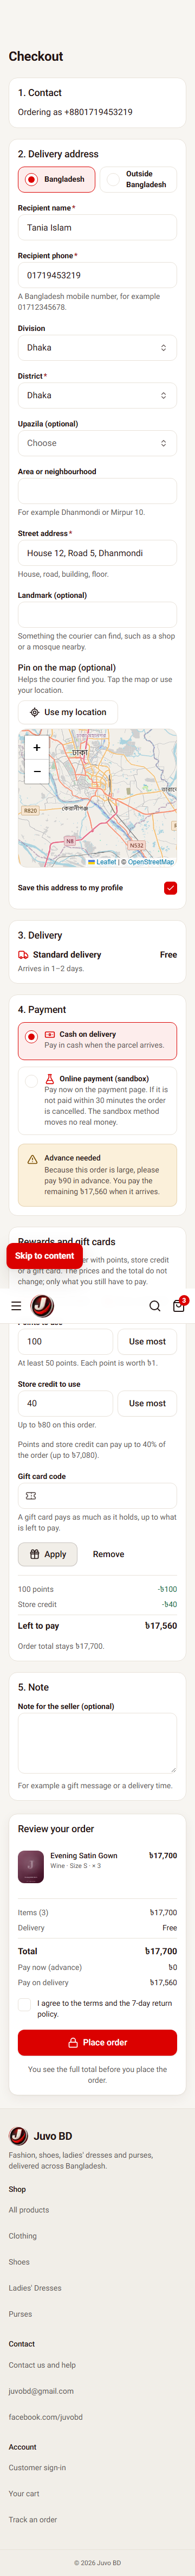 Checkout
1. Contact
Ordering as +8801719453219
2. Delivery address
Bangladesh
Outside
Bangladesh
Recipient name*
Tania Islam
Recipient phone*
01719453219
A Bangladesh mobile number, for example
01712345678.
Division
Dhaka
District*
Dhaka
Upazila (optional)
Choose
Area or neighbourhood
For example Dhanmondi or Mirpur 10.
Street address*
House 12, Road 5, Dhanmondi
House, road, building, floor.
Landmark (optional)
Something the courier can find, such as a shop
or a mosque nearby.
Pin on the map (optional)
Helps the courier find you. Tap the map or use
your location.
Use my location
+
−
ঢাকা
R820
কেরানীগঞ্জ
N8
N532
Leaflet | © OpenStreetMap
Save this address to my profile
3. Delivery
Standard delivery
Free
Arrives in 1–2 days.
4. Payment
Cash on delivery
Pay in cash when the parcel arrives.
Online payment (sandbox)
Pay now on the payment page. If it is
not paid within 30 minutes the order
is cancelled. The sandbox method
moves no real money.
Advance needed
Because this order is large, please
pay ৳90 in advance. You pay the
remaining ৳17,560 when it arrives.
Rewards and gift cards
Skip to content
with points, store credit
or a gift card. The prices and the total do not
change; only what you pay is still to pay.
3
Points to use
100
Use most
At least 50 points. Each point is worth ৳1.
Store credit to use
40
Use most
Up to ৳80 on this order.
Points and store credit can pay up to 40% of
the order (up to ৳7,080).
Gift card code
A gift card pays as much as it holds, up to what
is left to pay.
Apply
Remove
100 points
-৳100
Store credit
-৳40
Left to pay
৳17,560
Order total stays ৳17,700.
5. Note
Note for the seller (optional)
For example a gift message or a delivery time.
Review your order
Evening Satin Gown
৳17,700
Wine · Size S · × 3
Items (3)
৳17,700
Delivery
Free
Total
৳17,700
Pay now (advance)
৳0
Pay on delivery
৳17,560
I agree to the terms and the 7-day return
policy.
Place order
You see the full total before you place the
order.
Juvo BD
Fashion, shoes, ladies' dresses and purses,
delivered across Bangladesh.
Shop
All products
Clothing
Shoes
Ladies' Dresses
Purses
Contact
Contact us and help
juvobd@gmail.com
facebook.com/juvobd
Account
Customer sign-in
Your cart
Track an order
© 2026 Juvo BD